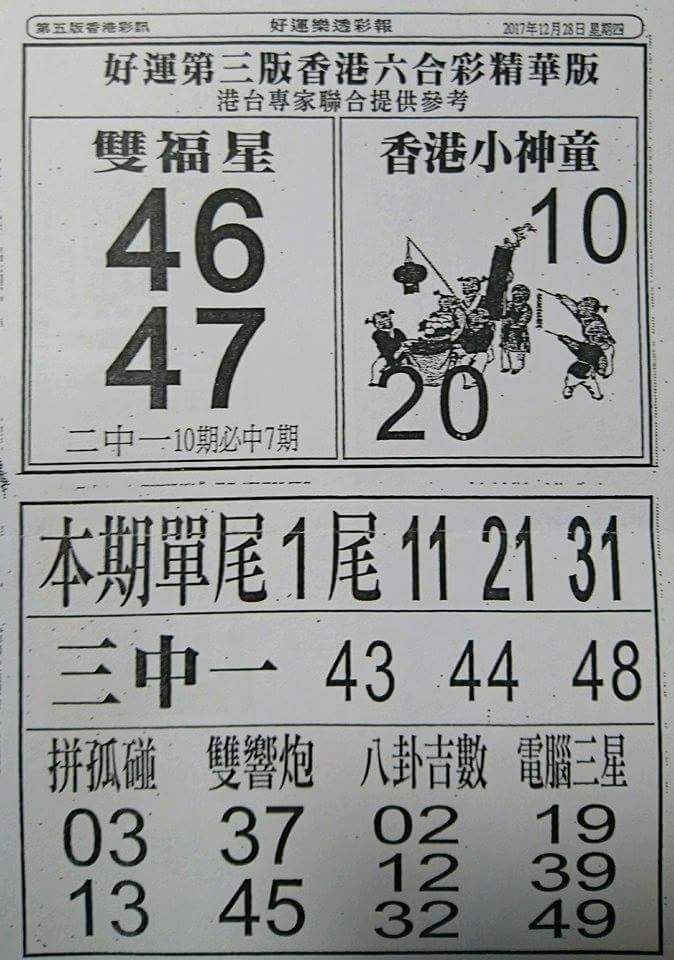 第五版香港彩訊 好運樂透彩報 2017年12月28日 星期四
好運第三版香港六合彩精華版
港台專家聯合提供參考
雙福星
46
47
二中一10期必中7期
香港小神童
10
20
本期單尾1尾 11 21 31
三中一 43 44 48
拼孤碰
03
13
雙響炮
37
45
八卦吉數
02
12
32
電腦三星
19
39
49